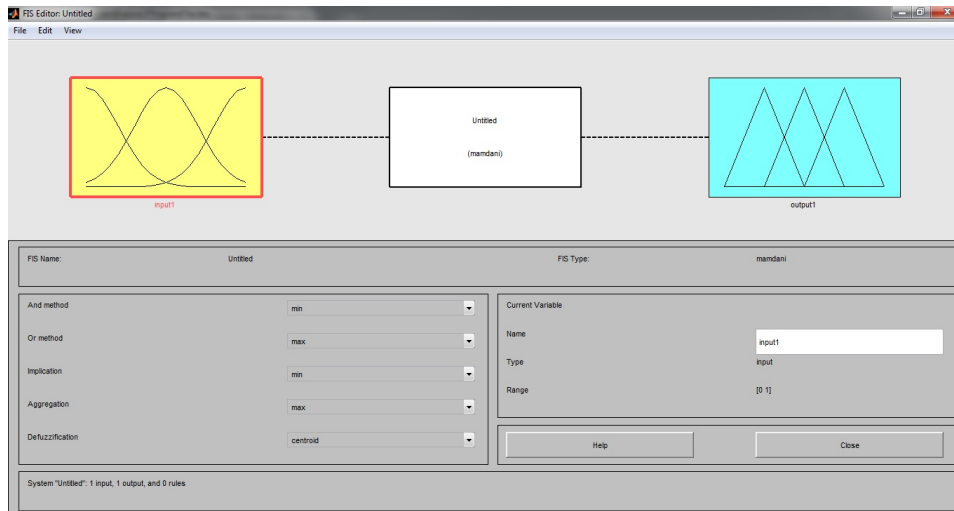 FIS Editor: Untitled
File Edit View
Untitled
(mamdani)
input1
output1
FIS Name: Untitled FIS Type: mamdani
And method min
Or method max
Implication min
Aggregation max
Defuzzification centroid
Current Variable
Name input1
Type input
Range [0 1]
Help Close
System "Untitled": 1 input, 1 output, and 0 rules